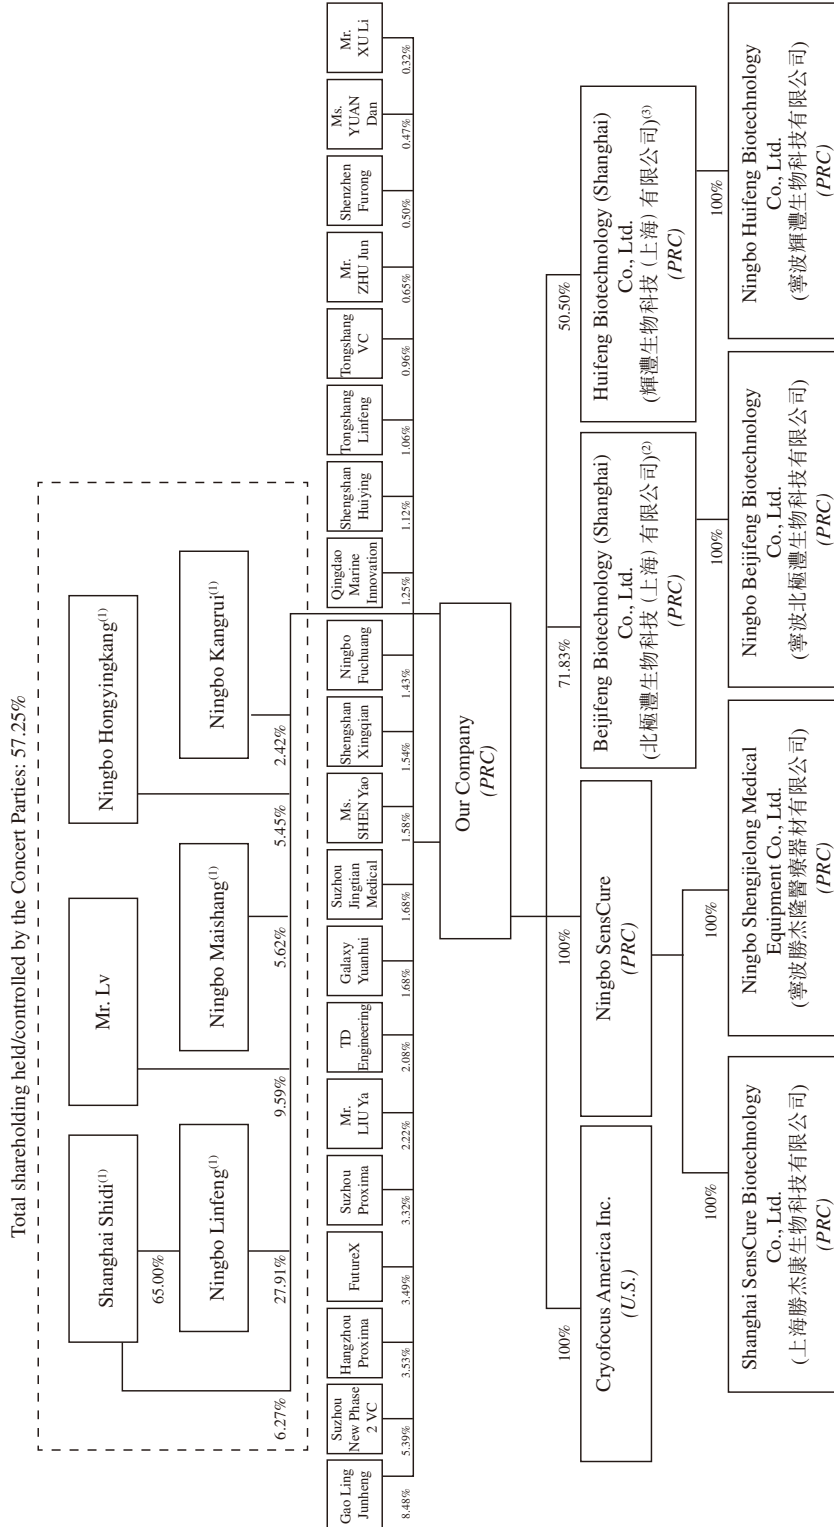 Total shareholding held/controlled by the Concert Parties: 57.25%
Shanghai Shidi(1)
Mr. Lv
Ningbo Hongyingkang(1)
65.00%
Ningbo Linfeng(1)
Ningbo Maishang(1)
Ningbo Kangrui(1)
6.27%
27.91%
9.59%
5.62%
5.45%
2.42%
Gao Ling
Junheng
8.48%
Suzhou
New Phase
2 VC
5.39%
Hangzhou
Proxima
3.53%
FutureX
3.49%
Suzhou
Proxima
3.32%
Mr.
LIU Ya
2.22%
TD
Engineering
2.08%
Galaxy
Yuanhui
1.68%
Suzhou
Jingtian
Medical
1.68%
Ms.
SHEN Yao
1.58%
Shengshan
Xingqian
1.54%
Ningbo
Fuchuang
1.43%
Qingdao
Marine
Innovation
1.25%
Shengshan
Huiying
1.12%
Tongshang
Linfeng
1.06%
Tongshang
VC
0.96%
Mr.
ZHU Jun
0.65%
Shenzhen
Furong
0.50%
Ms.
YUAN
Dan
0.47%
Mr.
XU Li
0.32%
Our Company
(PRC)
100%
100%
71.83%
50.50%
Cryofocus America Inc.
(U.S.)
Ningbo SensCure
(PRC)
Beijifeng Biotechnology (Shanghai)
Co., Ltd.
(北極灃生物科技 (上海) 有限公司)(2)
(PRC)
Huifeng Biotechnology (Shanghai)
Co., Ltd.
(輝灃生物科技 (上海) 有限公司)(3)
(PRC)
100%
100%
100%
100%
Shanghai SensCure Biotechnology
Co., Ltd.
(上海勝杰康生物科技有限公司)
(PRC)
Ningbo Shengjielong Medical
Equipment Co., Ltd.
(寧波勝杰隆醫療器材有限公司)
(PRC)
Ningbo Beijifeng Biotechnology
Co., Ltd.
(寧波北極灃生物科技有限公司)
(PRC)
Ningbo Huifeng Biotechnology
Co., Ltd.
(寧波輝灃生物科技有限公司)
(PRC)